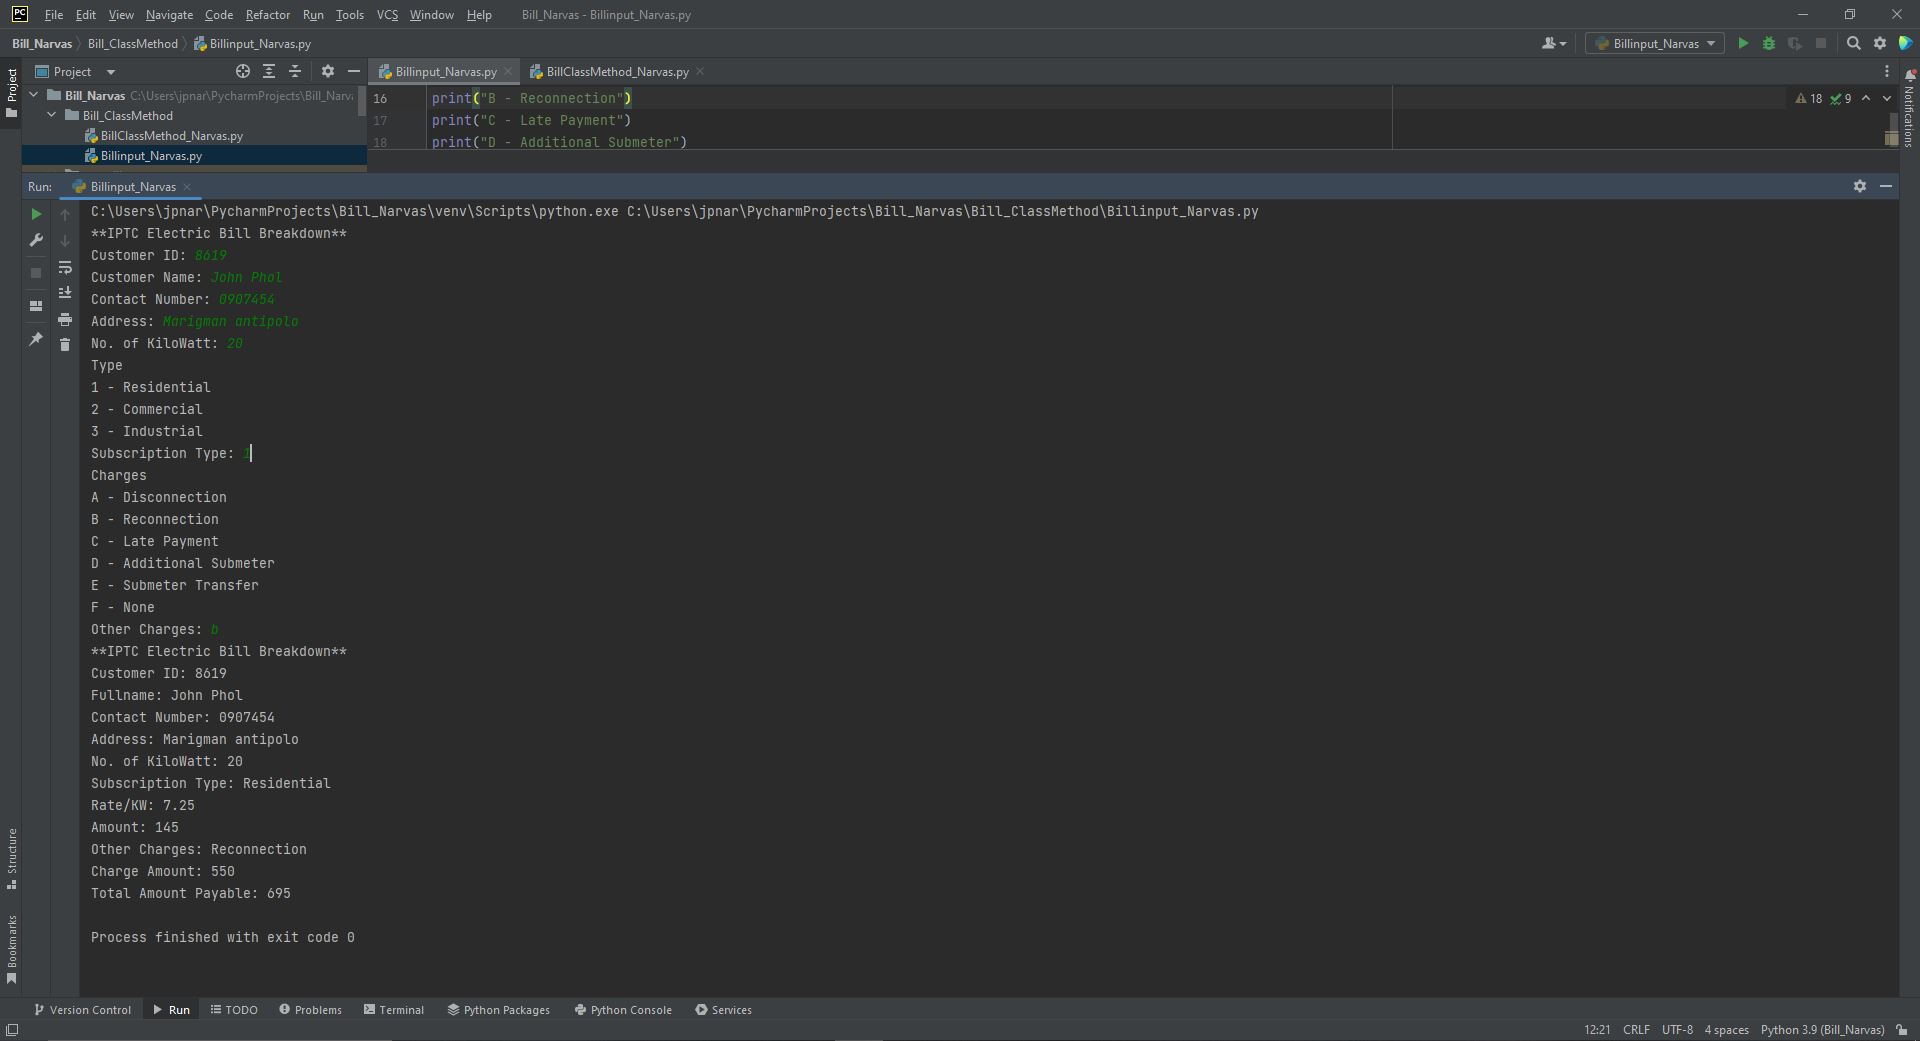 PC File Edit View Navigate Code Refactor Run Tools VCS Window Help Bill_Narvas - Billinput_Narvas.py
Bill_Narvas Bill_ClassMethod Billinput_Narvas.py Billinput_Narvas
Project
Project
Billinput_Narvas.py BillClassMethod_Narvas.py
Notifications
Bill_Narvas C:\Users\jpnar\PycharmProjects\Bill_Narva
Bill_ClassMethod
BillClassMethod_Narvas.py
Billinput_Narvas.py
16 print("B - Reconnection")
18 9
17 print("C - Late Payment")
18 print("D - Additional Submeter")
Run: Billinput_Narvas
C:\Users\jpnar\PycharmProjects\Bill_Narvas\venv\Scripts\python.exe C:\Users\jpnar\PycharmProjects\Bill_Narvas\Bill_ClassMethod\Billinput_Narvas.py
**IPTC Electric Bill Breakdown**
Customer ID: 8619
Customer Name: John Phol
Contact Number: 0907454
Address: Marigman antipolo
No. of KiloWatt: 20
Type
1 - Residential
2 - Commercial
3 - Industrial
Subscription Type: 1
Charges
A - Disconnection
B - Reconnection
C - Late Payment
D - Additional Submeter
E - Submeter Transfer
F - None
Other Charges: b
**IPTC Electric Bill Breakdown**
Customer ID: 8619
Fullname: John Phol
Contact Number: 0907454
Address: Marigman antipolo
No. of KiloWatt: 20
Subscription Type: Residential
Rate/KW: 7.25
Amount: 145
Other Charges: Reconnection
Charge Amount: 550
Total Amount Payable: 695
Process finished with exit code 0
Structure
Bookmarks
Version Control Run TODO Problems Terminal Python Packages Python Console Services
12:21 CRLF UTF-8 4 spaces Python 3.9 (Bill_Narvas)